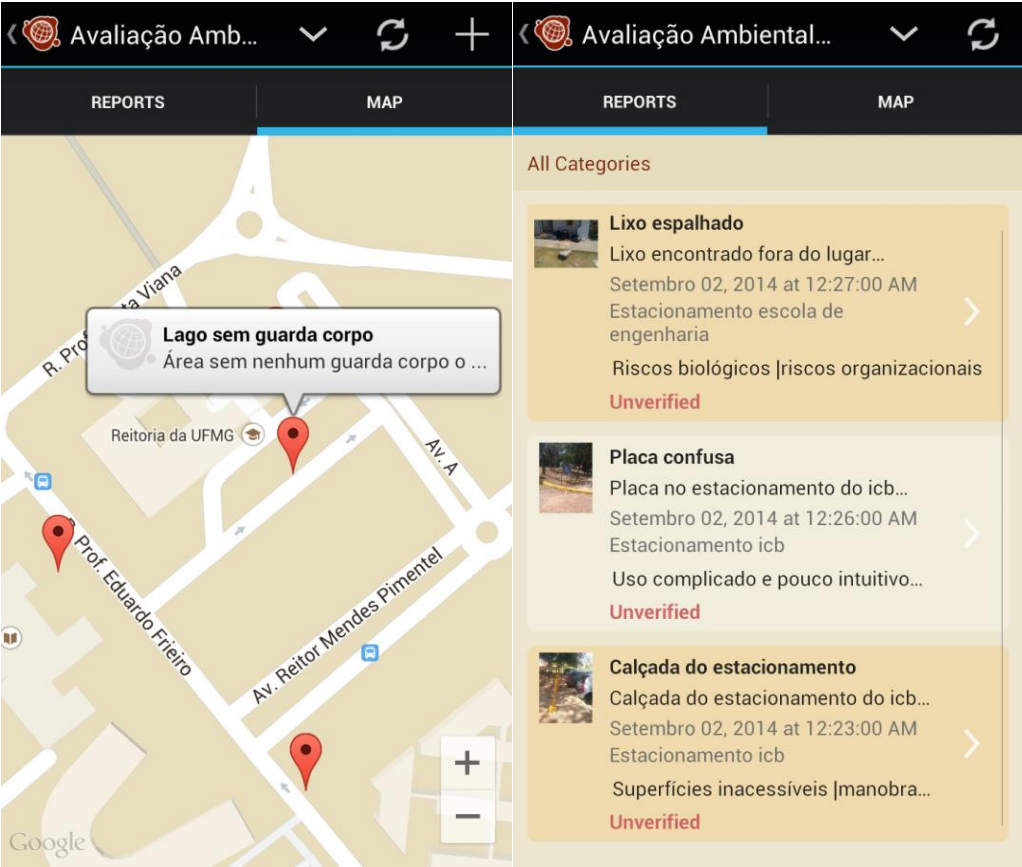 Avaliação Amb...
REPORTS
MAP
Lago sem guarda corpo
Área sem nenhum guarda corpo o ...
Reitoria da UFMG
Av. A
Prof. Eduardo Frieiro
Av. Reitor Mendes Pimentel
Google
+
−
Avaliação Ambiental...
REPORTS
MAP
All Categories
Lixo espalhado
Lixo encontrado fora do lugar...
Setembro 02, 2014 at 12:27:00 AM
Estacionamento escola de
engenharia
Riscos biológicos |riscos organizacionais
Unverified
Placa confusa
Placa no estacionamento do icb...
Setembro 02, 2014 at 12:26:00 AM
Estacionamento icb
Uso complicado e pouco intuitivo...
Unverified
Calçada do estacionamento
Calçada do estacionamento do icb...
Setembro 02, 2014 at 12:23:00 AM
Estacionamento icb
Superfícies inacessíveis |manobra...
Unverified